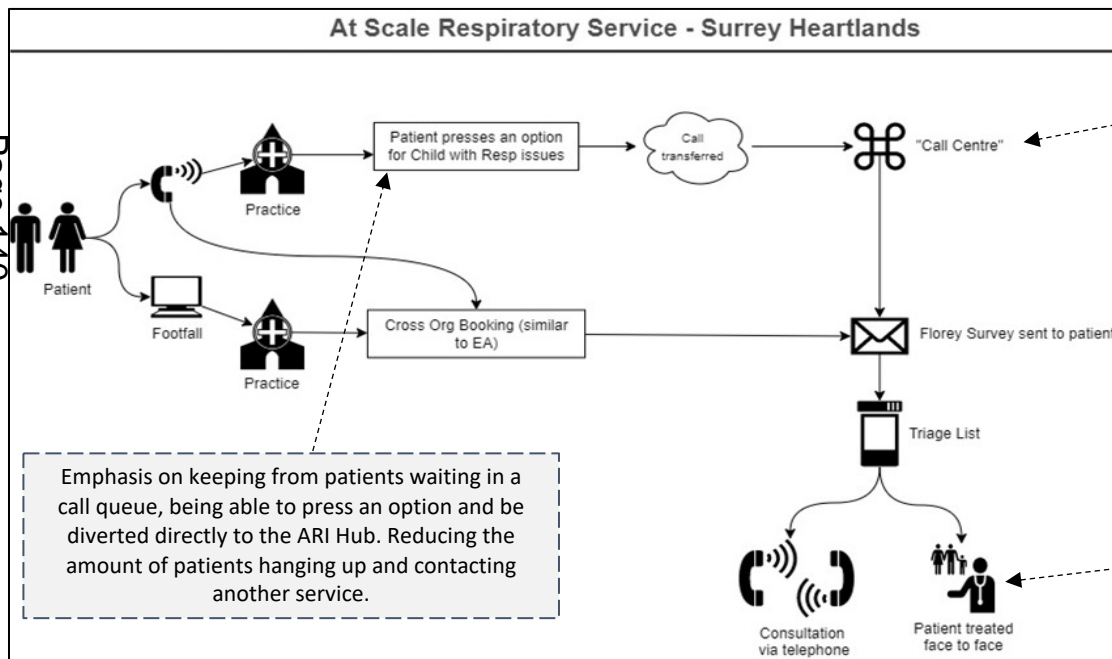 At Scale Respiratory Service - Surrey Heartlands
Patient presses an option
for Child with Resp issues
Call
transferred
"Call Centre"
Practice
Patient
Footfall
Cross Org Booking (similar
to EA)
Florey Survey sent to patient
Practice
Triage List
Emphasis on keeping from patients waiting in a
call queue, being able to press an option and be
diverted directly to the ARI Hub. Reducing the
amount of patients hanging up and contacting
another service.
Consultation
via telephone
Patient treated
face to face